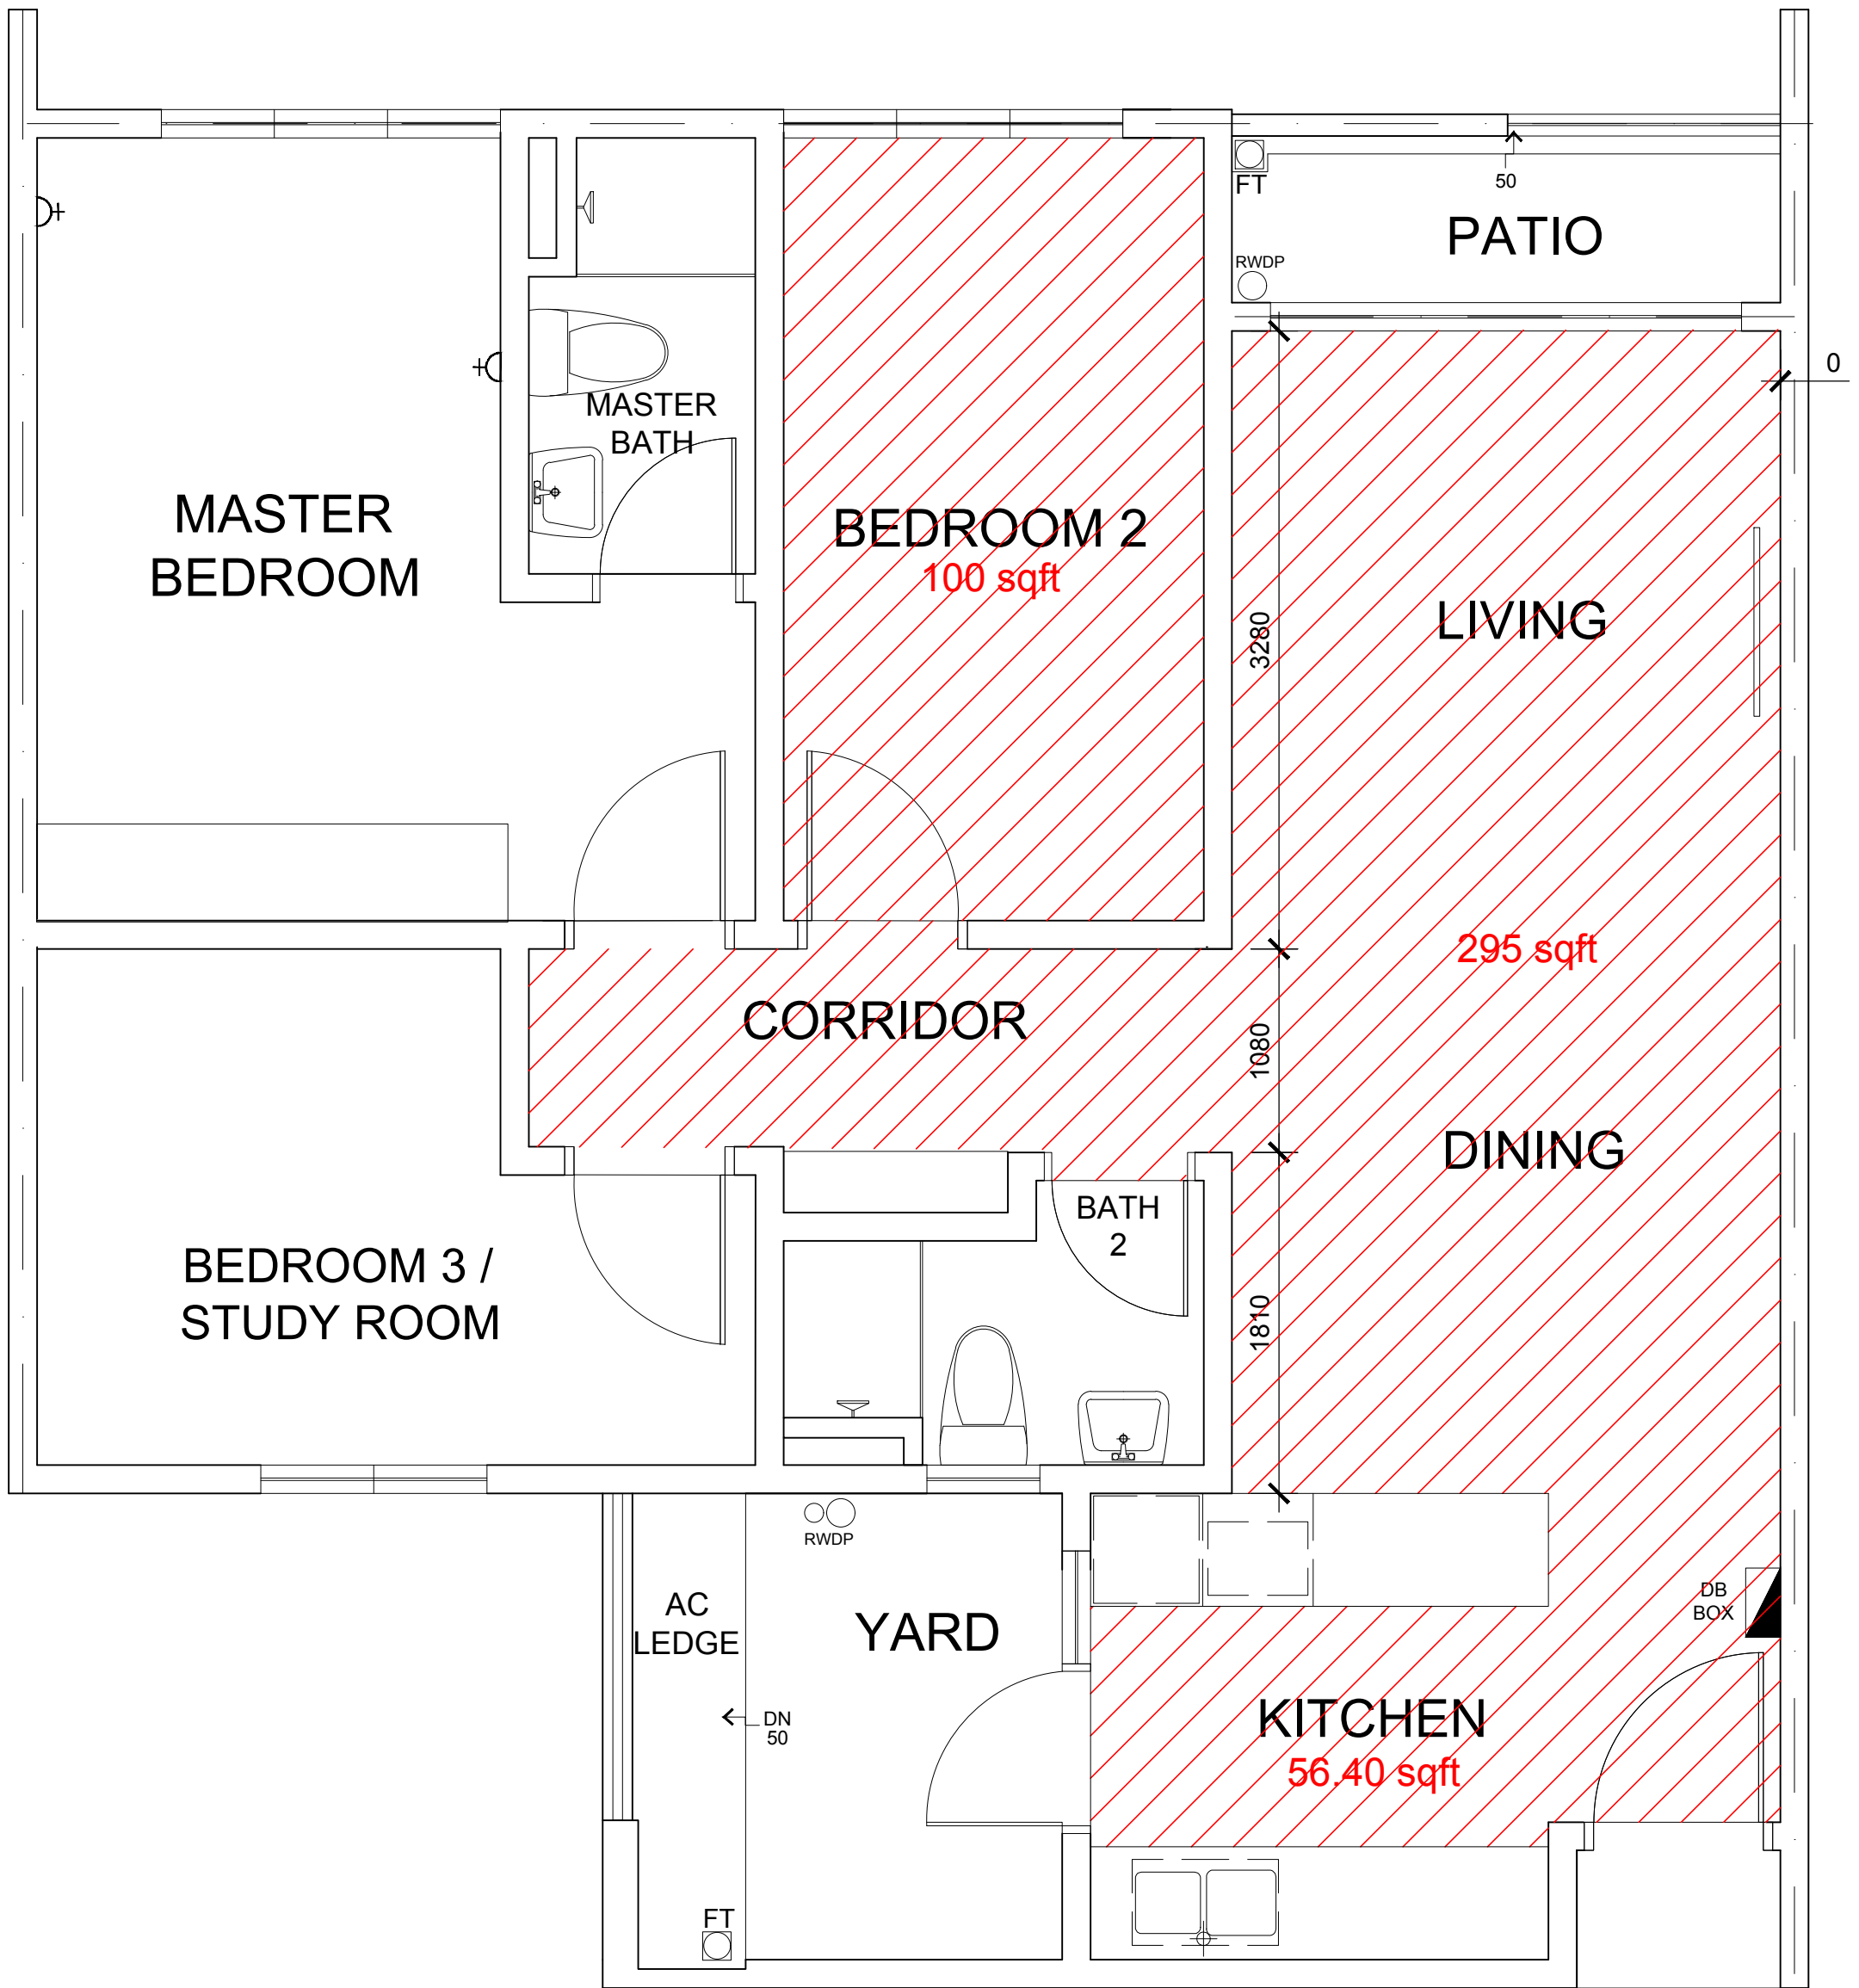 FT
50
PATIO
RWDP
0
MASTER
BATH
MASTER
BEDROOM
BEDROOM 2
100 sqft
LIVING
3280
295 sqft
CORRIDOR
1080
DINING
BATH
2
BEDROOM 3 /
STUDY ROOM
1810
RWDP
AC
LEDGE
YARD
DB
BOX
DN
50
KITCHEN
56.40 sqft
FT